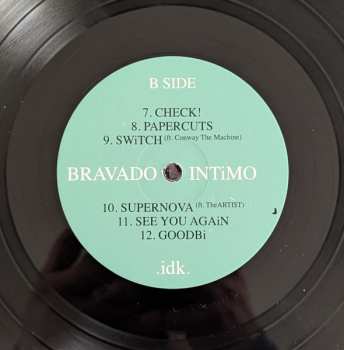 B SIDE
7. CHECK!
8. PAPERCUTS
9. SWiTCH (ft. Conway The Machine)
BRAVADO INTiMO
10. SUPERNOVA (ft. TheARTI$T)
11. SEE YOU AGAiN
12. GOODBi
.idk.